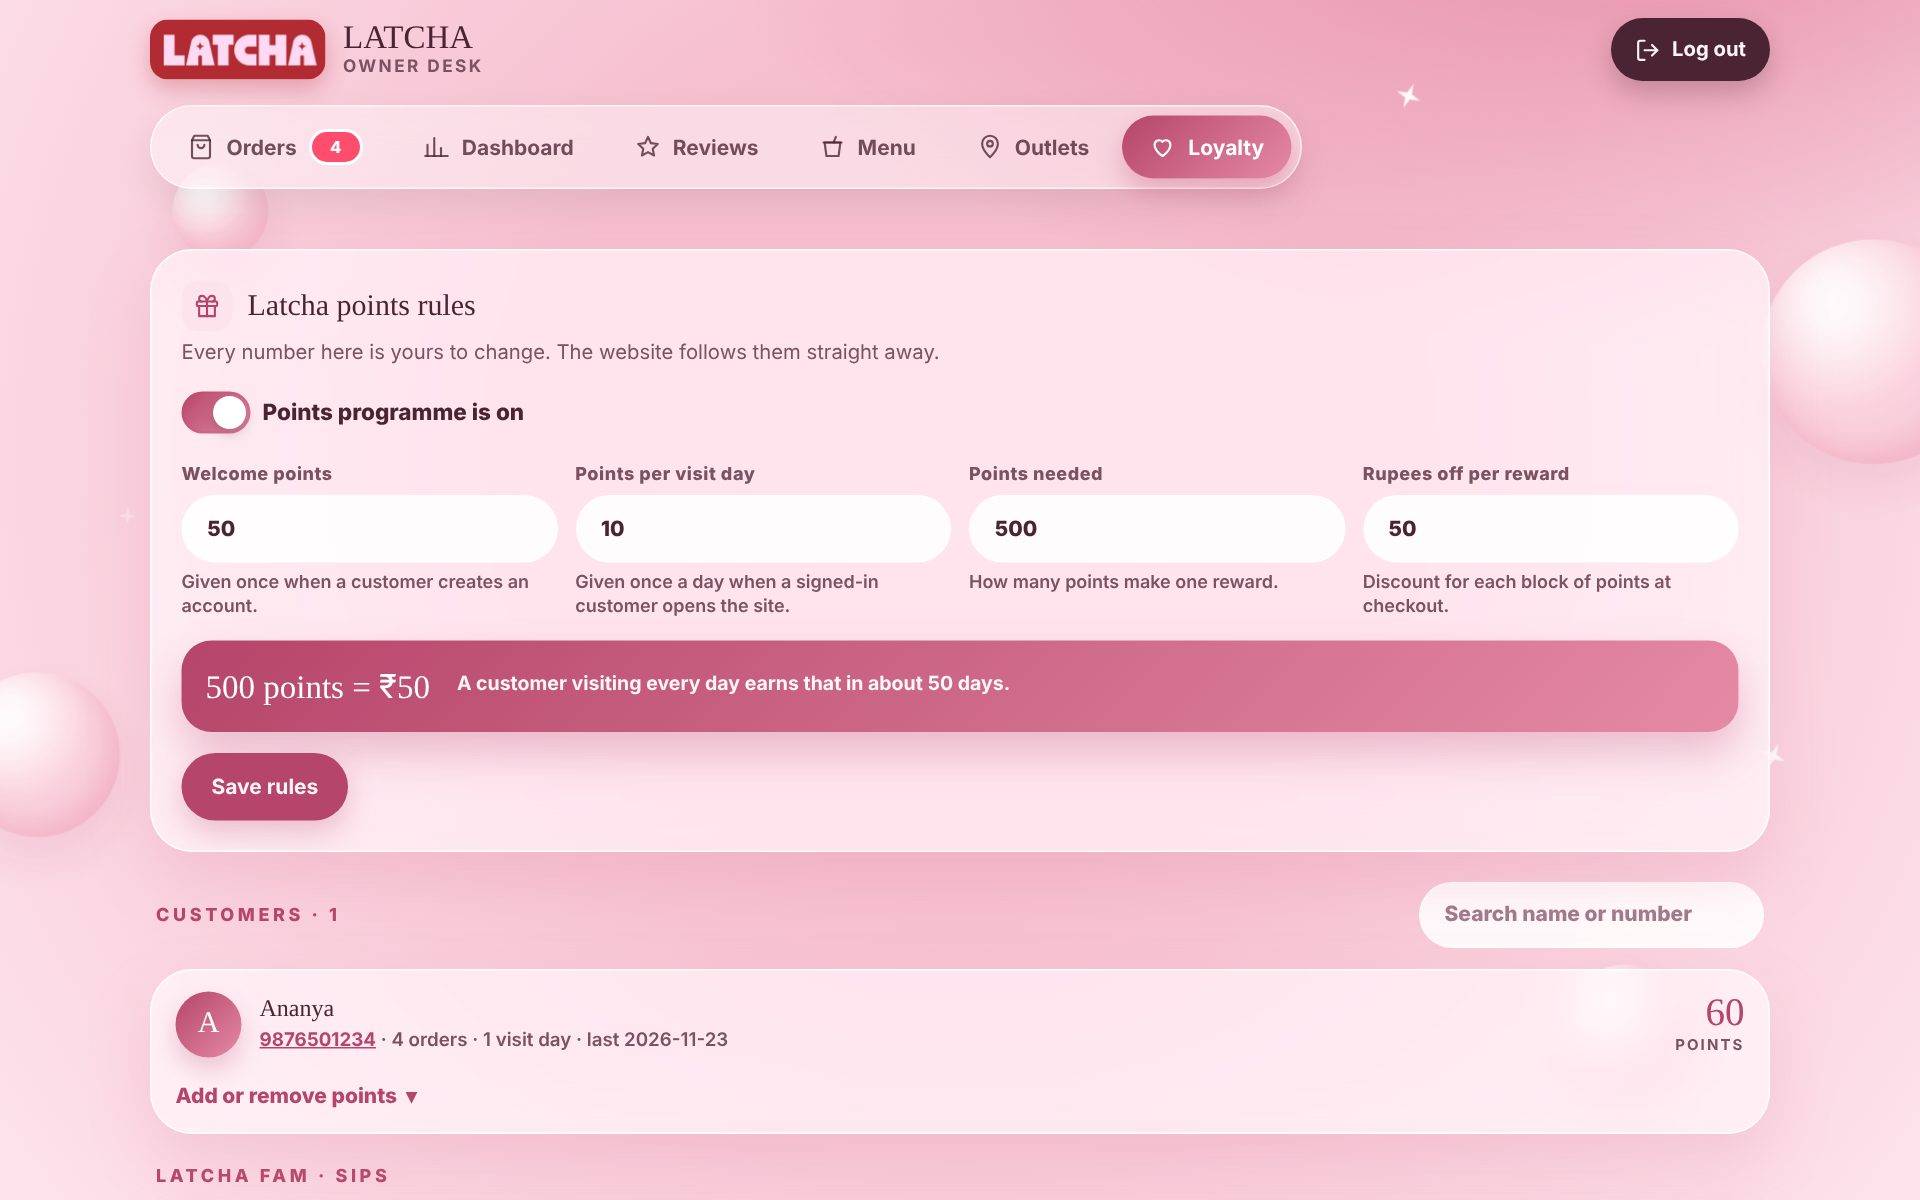 LATCHA
LATCHA
OWNER DESK
Log out
Orders 4
Dashboard
Reviews
Menu
Outlets
Loyalty
Latcha points rules
Every number here is yours to change. The website follows them straight away.
Points programme is on
Welcome points
50
Given once when a customer creates an
account.
Points per visit day
10
Given once a day when a signed-in
customer opens the site.
Points needed
500
How many points make one reward.
Rupees off per reward
50
Discount for each block of points at
checkout.
500 points = ₹50
A customer visiting every day earns that in about 50 days.
Save rules
CUSTOMERS · 1
Search name or number
A
Ananya
9876501234 · 4 orders · 1 visit day · last 2026-11-23
60
POINTS
Add or remove points ▼
LATCHA FAM · SIPS